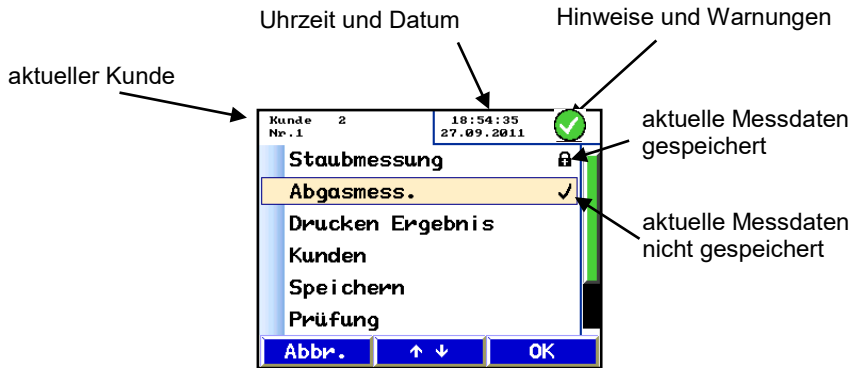 Uhrzeit und Datum
Hinweise und Warnungen
aktueller Kunde
Kunde 2
Nr.1
18:54:35
27.09.2011
aktuelle Messdaten
gespeichert
Staubmessung
Abgasmess.
aktuelle Messdaten
nicht gespeichert
Drucken Ergebnis
Kunden
Speichern
Prüfung
Abbr.
OK